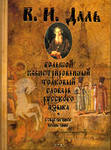 В. И. Даль
БОЛЬШОЙ
ИЛЛЮСТРИРОВАННЫЙ
ТОЛКОВЫЙ
СЛОВАРЬ
РУССКОГО
ЯЗЫКА
СОВРЕМЕННОЕ
НАПИСАНИЕ